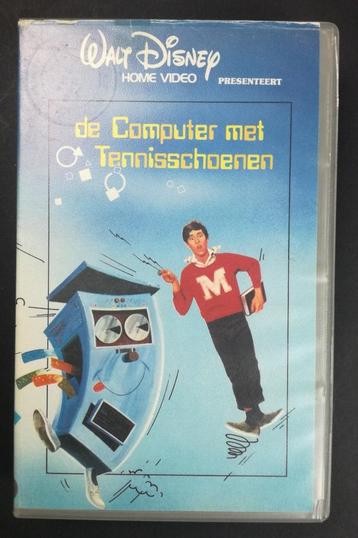 WALT DISNEY
HOME VIDEO PRESENTEERT
de Computer met
Tennisschoenen
M